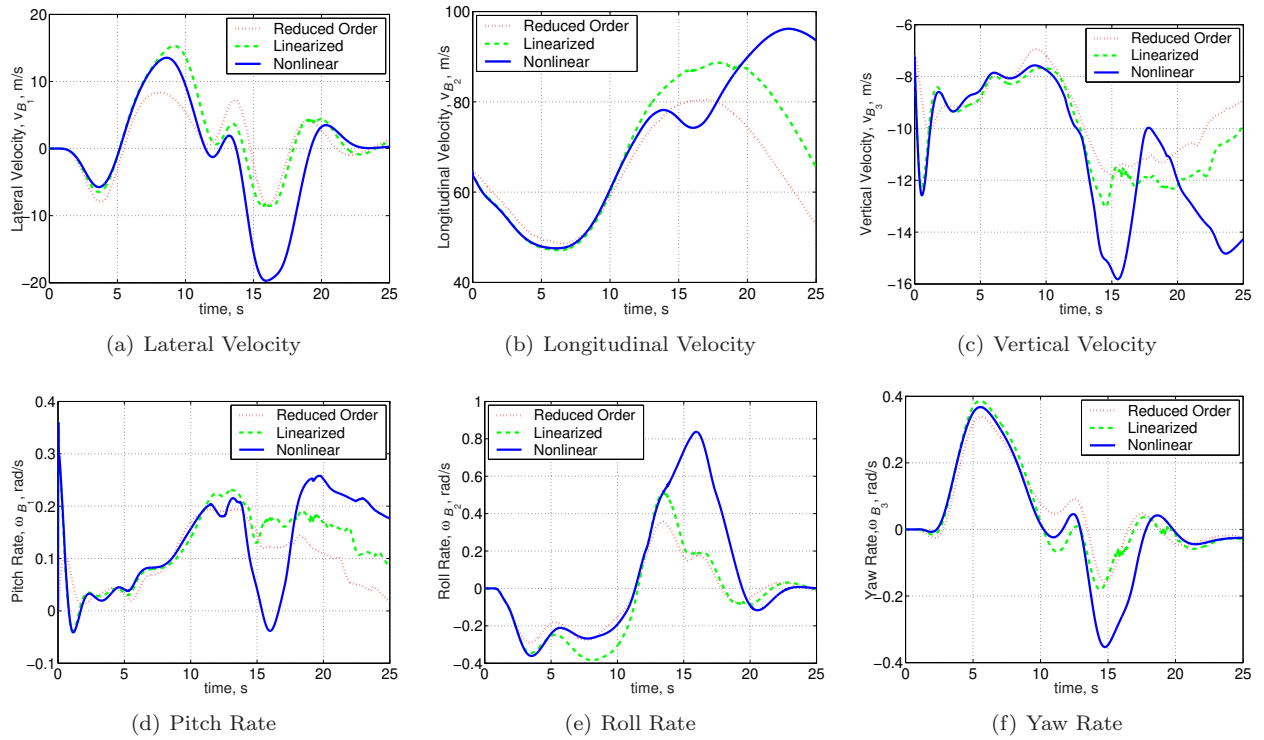 20
10
0
−10
−20
0 5 10 15 20 25
Lateral Velocity, v_B_1, m/s
time, s
Reduced Order
Linearized
Nonlinear
(a) Lateral Velocity
100
80
60
40
0 5 10 15 20 25
Longitudinal Velocity, v_B_2, m/s
time, s
Reduced Order
Linearized
Nonlinear
(b) Longitudinal Velocity
−6
−8
−10
−12
−14
−16
0 5 10 15 20 25
Vertical Velocity, v_B_3, m/s
time, s
Reduced Order
Linearized
Nonlinear
(c) Vertical Velocity
0.4
0.3
0.2
0.1
0
−0.1
0 5 10 15 20 25
Pitch Rate, ω_B_1, rad/s
time, s
Reduced Order
Linearized
Nonlinear
(d) Pitch Rate
1
0.8
0.6
0.4
0.2
0
−0.2
−0.4
0 5 10 15 20 25
Roll Rate, ω_B_2, rad/s
time, s
Reduced Order
Linearized
Nonlinear
(e) Roll Rate
0.4
0.2
0
−0.2
−0.4
0 5 10 15 20 25
Yaw Rate,ω_B_3, rad/s
time, s
Reduced Order
Linearized
Nonlinear
(f) Yaw Rate